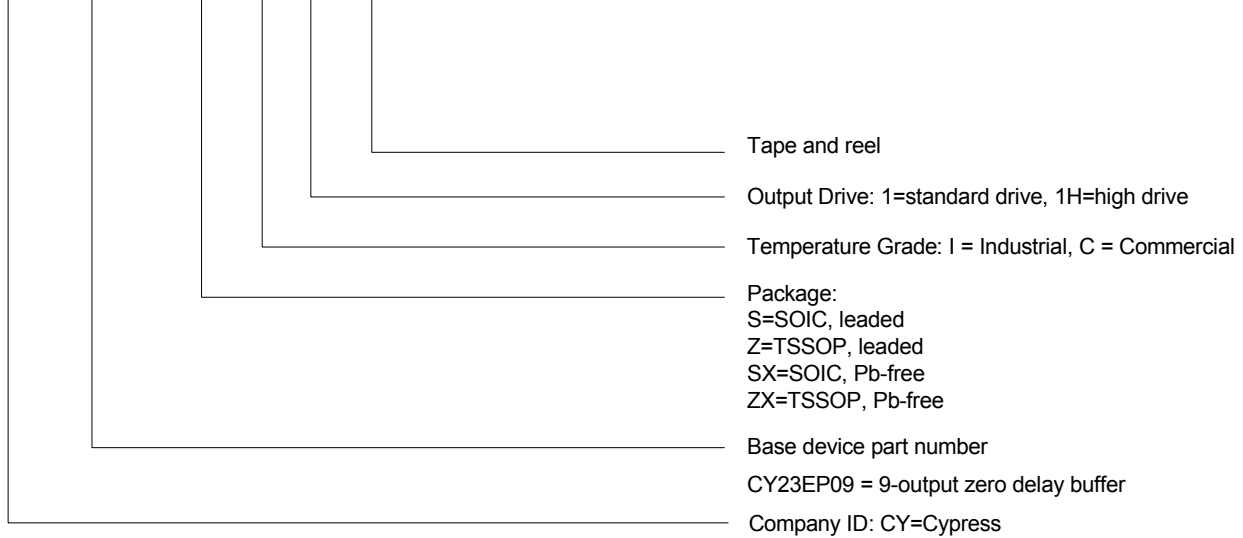 Tape and reel
Output Drive: 1=standard drive, 1H=high drive
Temperature Grade: I = Industrial, C = Commercial
Package:
S=SOIC, leaded
Z=TSSOP, leaded
SX=SOIC, Pb-free
ZX=TSSOP, Pb-free
Base device part number
CY23EP09 = 9-output zero delay buffer
Company ID: CY=Cypress